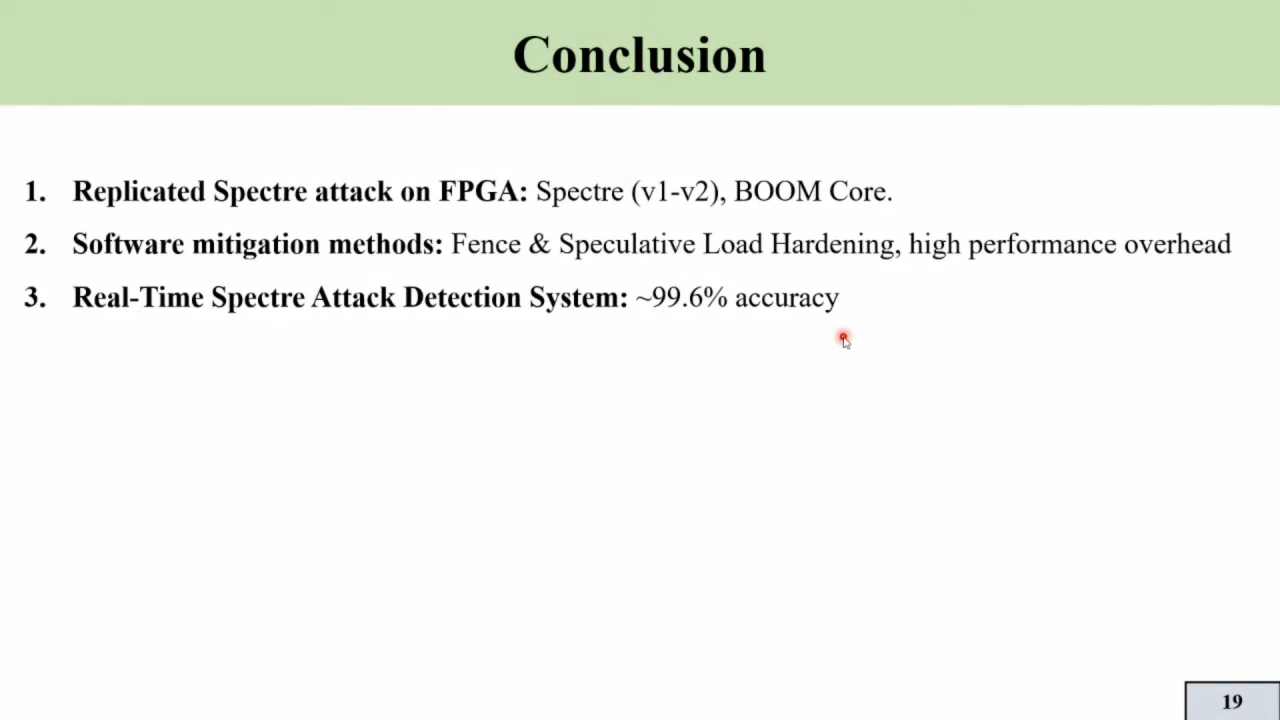 Conclusion
1. Replicated Spectre attack on FPGA: Spectre (v1-v2), BOOM Core.
2. Software mitigation methods: Fence & Speculative Load Hardening, high performance overhead
3. Real-Time Spectre Attack Detection System: ~99.6% accuracy
19